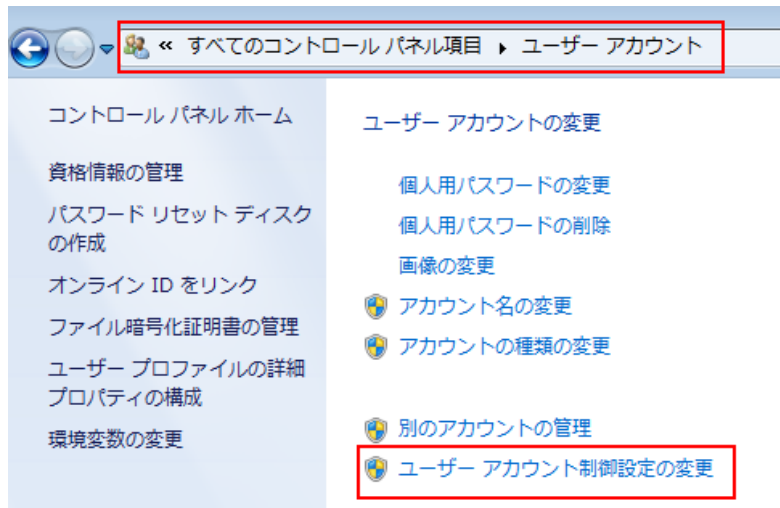 « すべてのコントロール パネル項目 ▸ ユーザー アカウント
コントロール パネル ホーム
資格情報の管理
パスワード リセット ディスク
の作成
オンライン ID をリンク
ファイル暗号化証明書の管理
ユーザー プロファイルの詳細
プロパティの構成
環境変数の変更
ユーザー アカウントの変更
個人用パスワードの変更
個人用パスワードの削除
画像の変更
アカウント名の変更
アカウントの種類の変更
別のアカウントの管理
ユーザー アカウント制御設定の変更